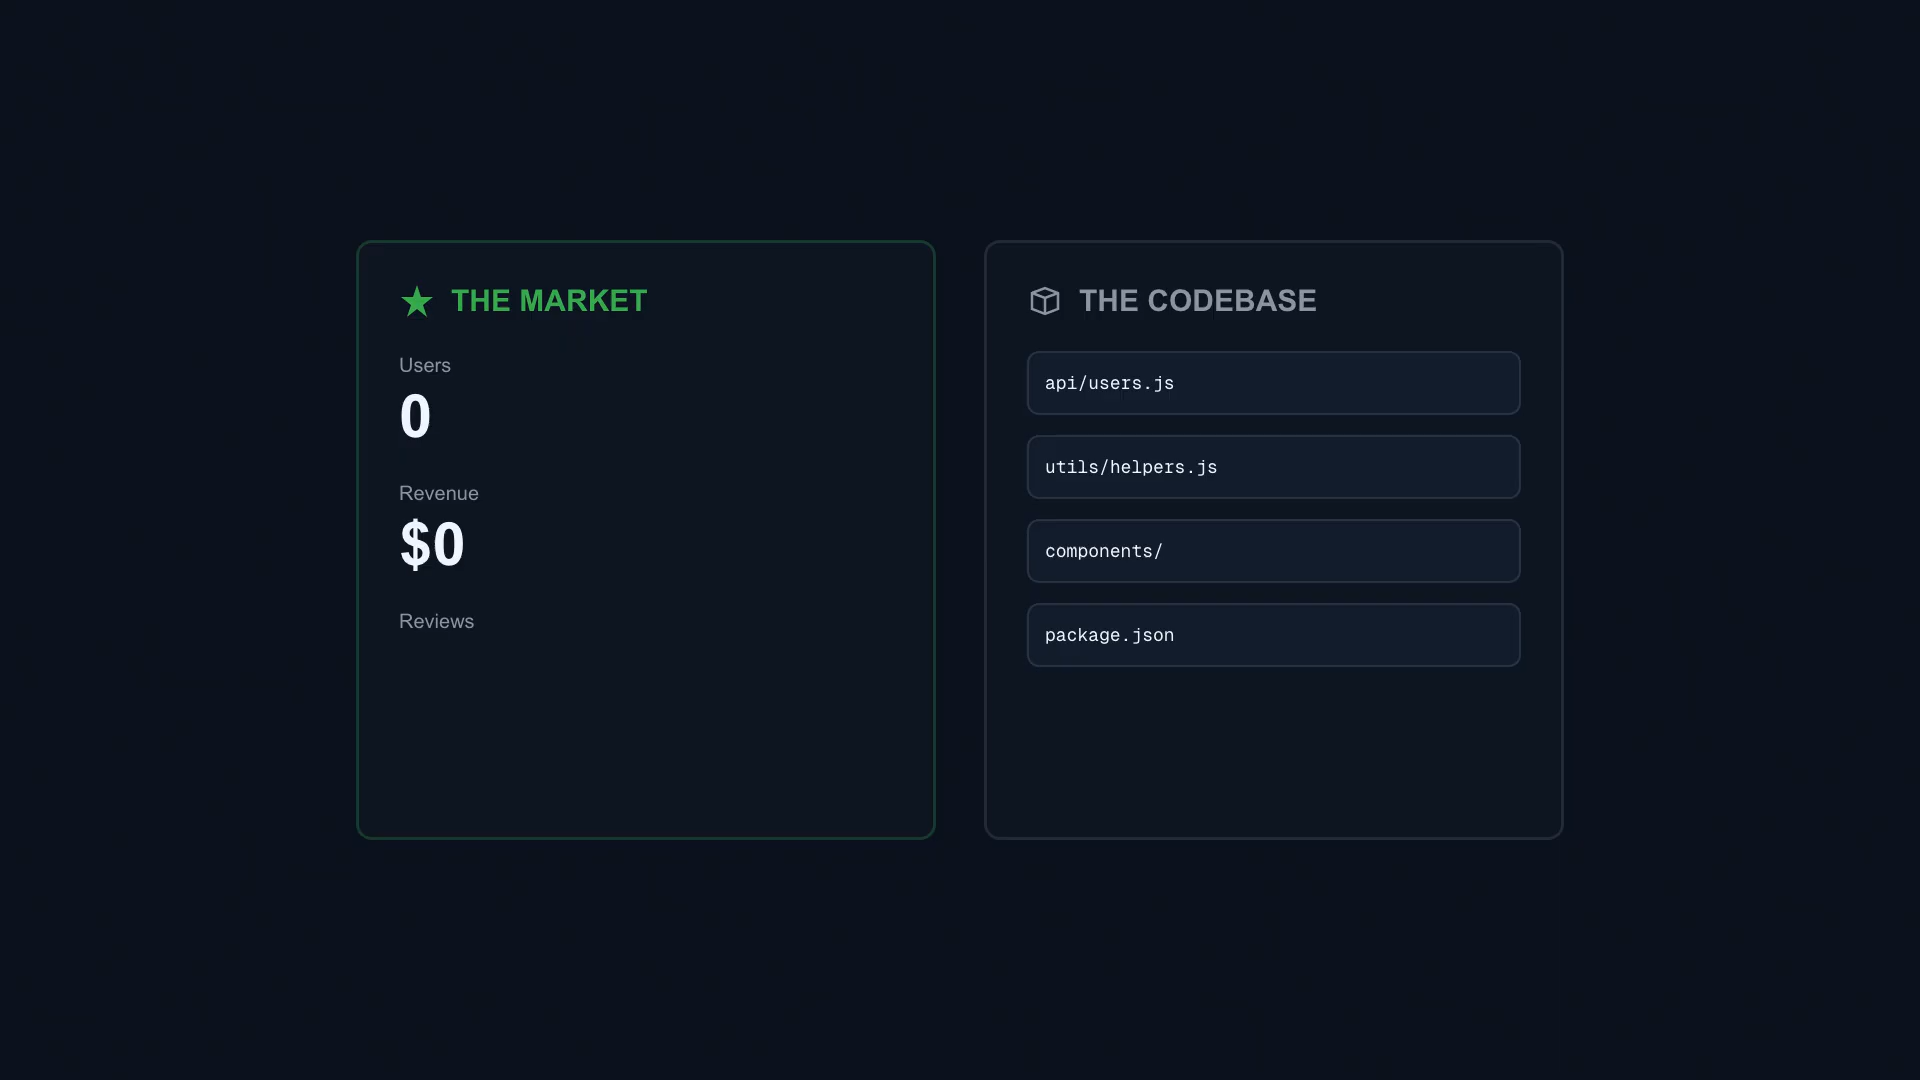 THE MARKET
Users
0
Revenue
$0
Reviews
THE CODEBASE
api/users.js
utils/helpers.js
components/
package.json